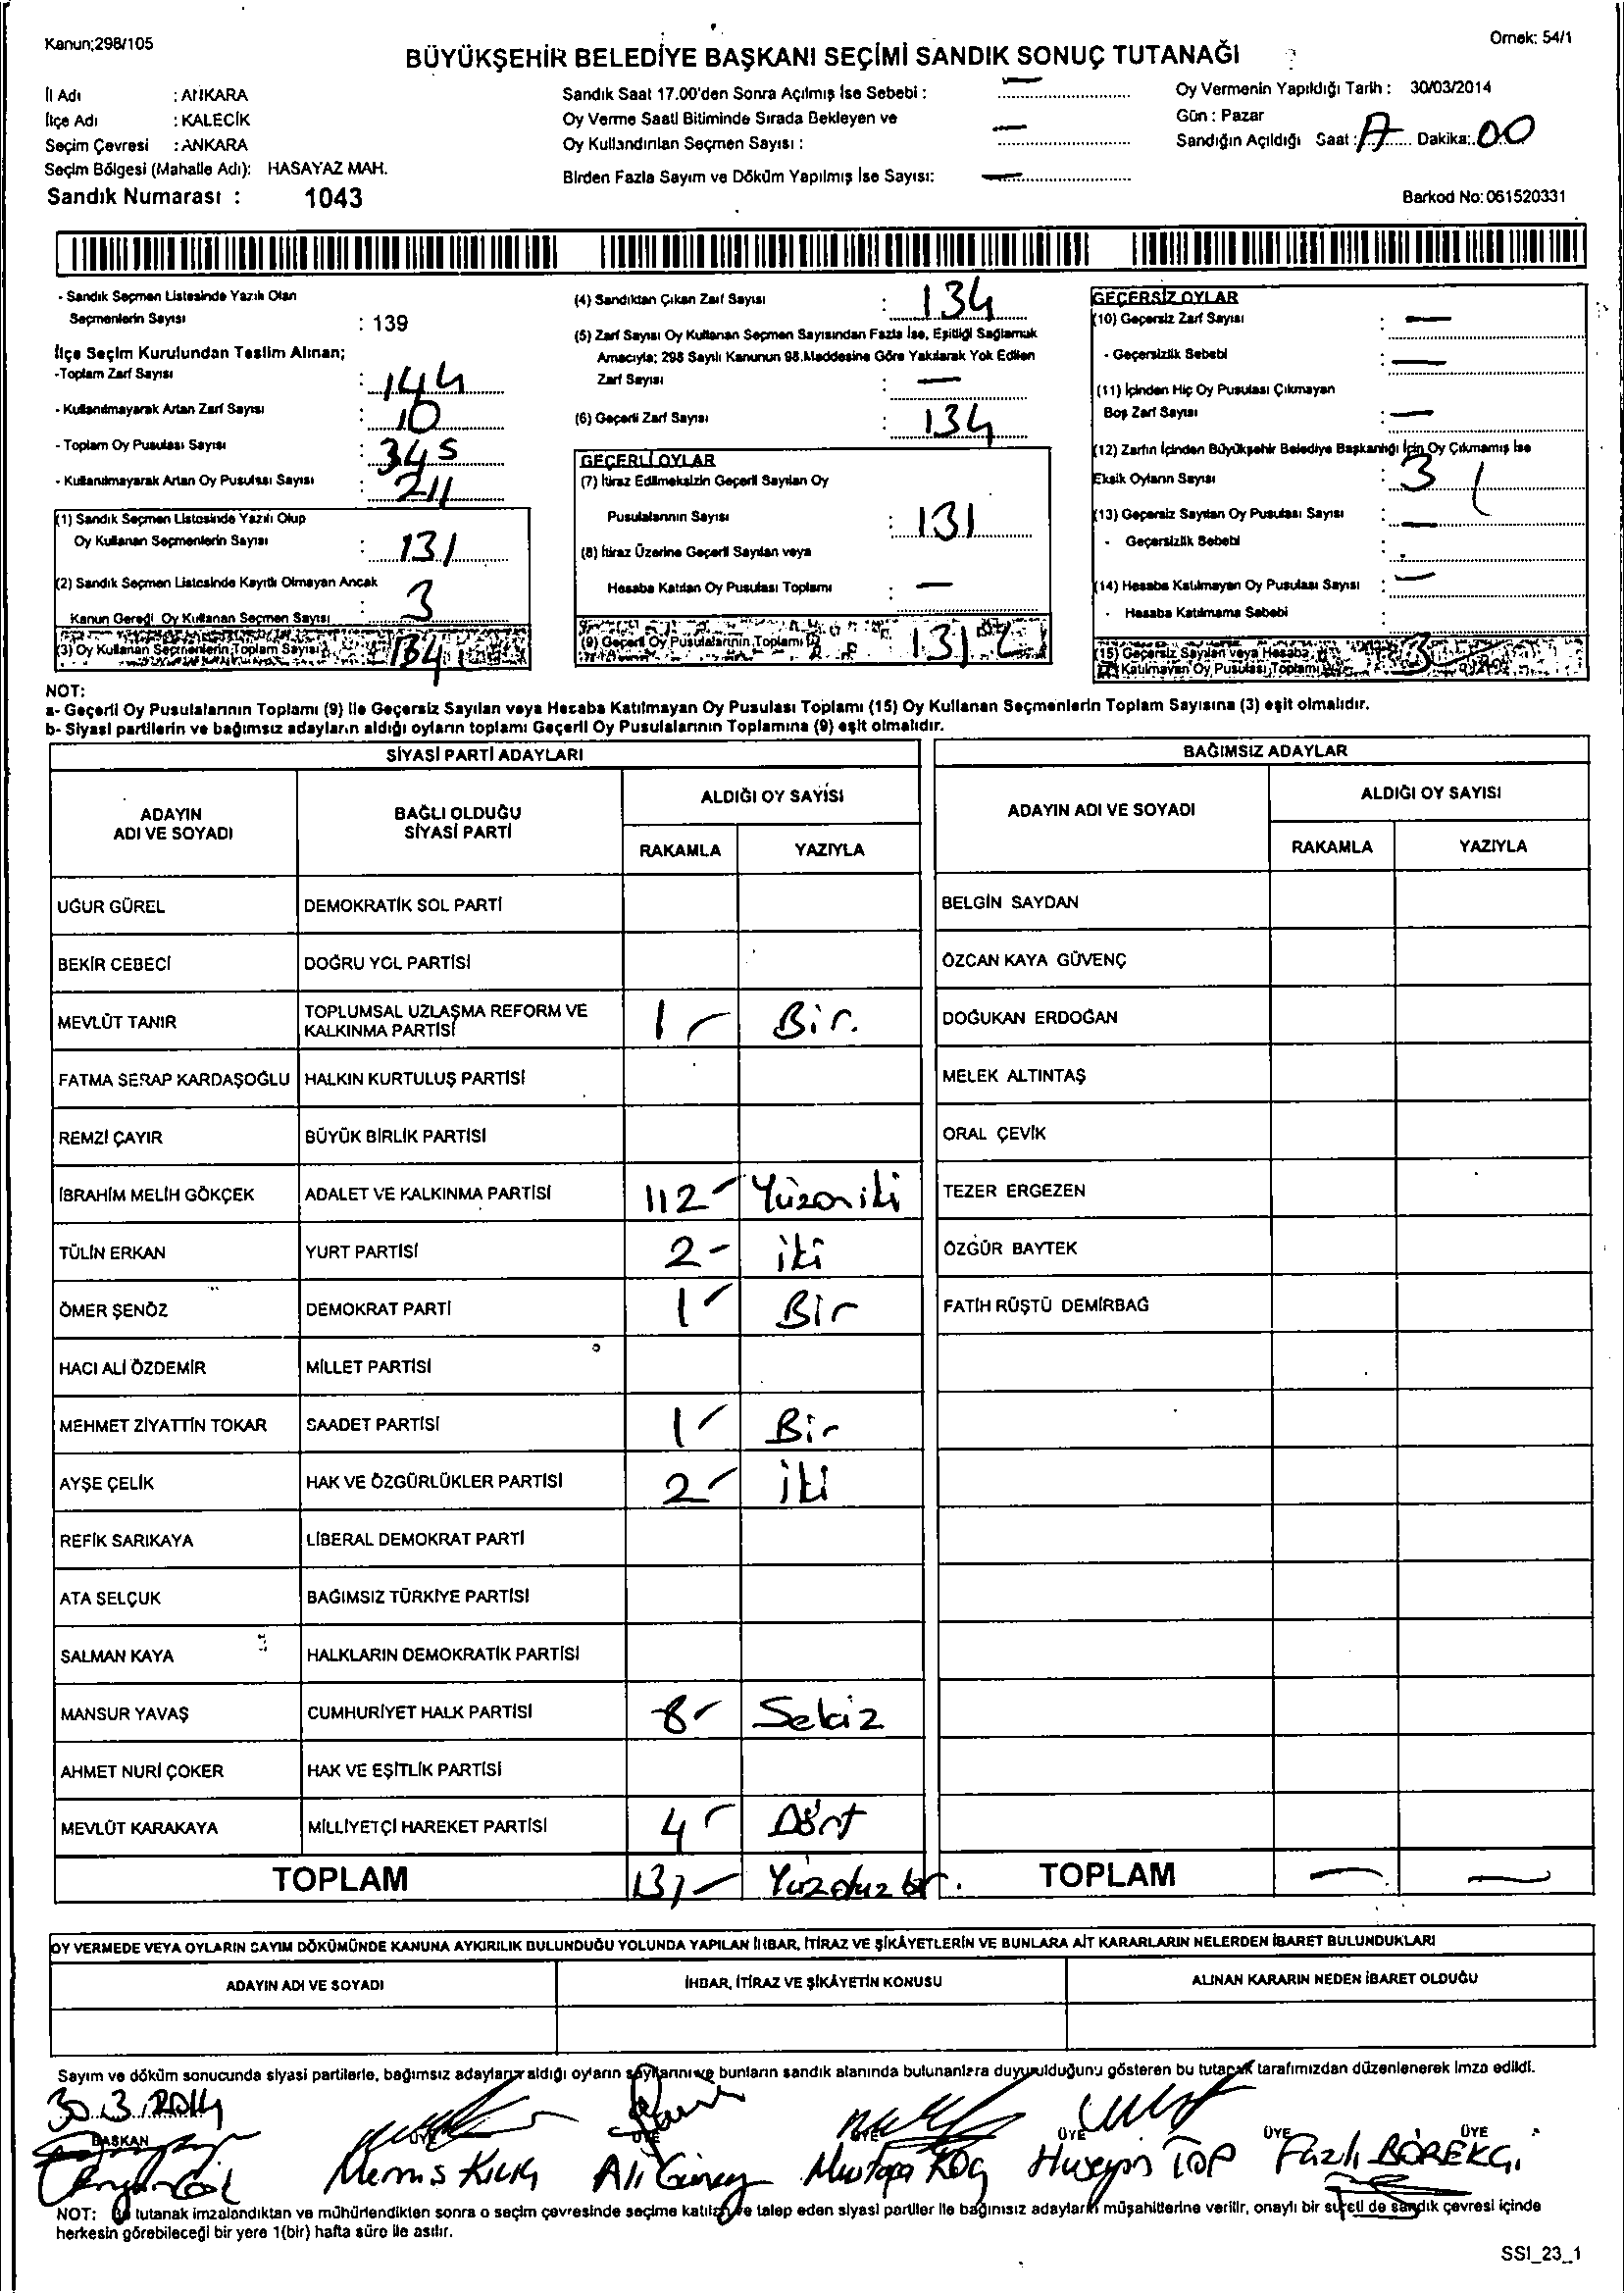 Kanun;298/105
Örnek: 54/1
BÜYÜKŞEHİR BELEDİYE BAŞKANI SEÇİMİ SANDIK SONUÇ TUTANAĞI
İl Adı : ANKARA
İlçe Adı : KALECİK
Seçim Çevresi : ANKARA
Seçim Bölgesi (Mahalle Adı): HASAYAZ MAH.
Sandık Numarası : 1043
Sandık Saat 17.00'den Sonra Açılmış İse Sebebi : —
Oy Verme Saati Bitiminde Sırada Bekleyen ve
Oy Kullandırılan Seçmen Sayısı : —
Birden Fazla Sayım ve Döküm Yapılmış İse Sayısı: —
Oy Vermenin Yapıldığı Tarih : 30/03/2014
Gün : Pazar
Sandığın Açıldığı Saat : 17 Dakika: 00
Barkod No: 061520331
- Sandık Seçmen Listesinde Yazılı Olan
Seçmenlerin Sayısı : 139
İlçe Seçim Kurulundan Teslim Alınan;
-Toplam Zarf Sayısı : 144
- Kullanılmayarak Artan Zarf Sayısı : 10
- Toplam Oy Pusulası Sayısı : 345
- Kullanılmayarak Artan Oy Pusulası Sayısı : 211
(1) Sandık Seçmen Listesinde Yazılı Olup
Oy Kullanan Seçmenlerin Sayısı : 131
(2) Sandık Seçmen Listesinde Kayıtlı Olmayan Ancak
Kanun Gereği Oy Kullanan Seçmen Sayısı : 3
(3) Oy Kullanan Seçmenlerin Toplam Sayısı 134
(4) Sandıktan Çıkan Zarf Sayısı : 134
(5) Zarf Sayısı Oy Kullanan Seçmen Sayısından Fazla İse, Eşitliği Sağlamak
Amacıyla; 298 Sayılı Kanunun 98.Maddesine Göre Yakılarak Yok Edilen
Zarf Sayısı : —
(6) Geçerli Zarf Sayısı : 134
GEÇERLİ OYLAR
(7) İtiraz Edilmeksizin Geçerli Sayılan Oy
Pusulalarının Sayısı : 131
(8) İtiraz Üzerine Geçerli Sayılan veya
Hesaba Katılan Oy Pusulası Toplamı : —
(9) Geçerli Oy Pusulalarının Toplamı 131
GEÇERSİZ OYLAR
(10) Geçersiz Zarf Sayısı : —
- Geçersizlik Sebebi : —
(11) İçinden Hiç Oy Pusulası Çıkmayan
Boş Zarf Sayısı : —
(12) Zarfın İçinden Büyükşehir Belediye Başkanlığı İçin Oy Çıkmamış İse
Eksik Oyların Sayısı : 3
(13) Geçersiz Sayılan Oy Pusulası Sayısı : —
- Geçersizlik Sebebi :
(14) Hesaba Katılmayan Oy Pusulası Sayısı : —
- Hesaba Katılmama Sebebi :
(15) Geçersiz Sayılan veya Hesaba
Katılmayan Oy Pusulası Toplamı 3
NOT:
a- Geçerli Oy Pusulalarının Toplamı (9) ile Geçersiz Sayılan veya Hesaba Katılmayan Oy Pusulası Toplamı (15) Oy Kullanan Seçmenlerin Toplam Sayısına (3) eşit olmalıdır.
b- Siyasi partilerin ve bağımsız adayların aldığı oyların toplamı Geçerli Oy Pusulalarının Toplamına (9) eşit olmalıdır.
SİYASİ PARTİ ADAYLARI
ADAYIN ADI VE SOYADI
BAĞLI OLDUĞU SİYASİ PARTİ
ALDIĞI OY SAYISI
RAKAMLA YAZIYLA
UĞUR GÜREL DEMOKRATİK SOL PARTİ
BEKİR CEBECİ DOĞRU YOL PARTİSİ
MEVLÜT TANIR TOPLUMSAL UZLAŞMA REFORM VE KALKINMA PARTİSİ 1 - Bir.
FATMA SERAP KARDAŞOĞLU HALKIN KURTULUŞ PARTİSİ
REMZİ ÇAYIR BÜYÜK BİRLİK PARTİSİ
İBRAHİM MELİH GÖKÇEK ADALET VE KALKINMA PARTİSİ 112 - Yüzoniki
TÜLİN ERKAN YURT PARTİSİ 2 - iki
ÖMER ŞENÖZ DEMOKRAT PARTİ 1 - Bir
HACI ALİ ÖZDEMİR MİLLET PARTİSİ
MEHMET ZİYATTİN TOKAR SAADET PARTİSİ 1 - Bir
AYŞE ÇELİK HAK VE ÖZGÜRLÜKLER PARTİSİ 2 - iki
REFİK SARIKAYA LİBERAL DEMOKRAT PARTİ
ATA SELÇUK BAĞIMSIZ TÜRKİYE PARTİSİ
SALMAN KAYA HALKLARIN DEMOKRATİK PARTİSİ
MANSUR YAVAŞ CUMHURİYET HALK PARTİSİ 8 - Sekiz
AHMET NURİ ÇOKER HAK VE EŞİTLİK PARTİSİ
MEVLÜT KARAKAYA MİLLİYETÇİ HAREKET PARTİSİ 4 - Dört
TOPLAM 131 - Yüzotuz bir.
BAĞIMSIZ ADAYLAR
ADAYIN ADI VE SOYADI
ALDIĞI OY SAYISI
RAKAMLA YAZIYLA
BELGİN SAYDAN
ÖZCAN KAYA GÜVENÇ
DOĞUKAN ERDOĞAN
MELEK ALTINTAŞ
ORAL ÇEVİK
TEZER ERGEZEN
ÖZGÜR BAYTEK
FATİH RÜŞTÜ DEMİRBAĞ
TOPLAM — —
OY VERMEDE VEYA OYLARIN SAYIM DÖKÜMÜNDE KANUNA AYKIRILIK BULUNDUĞU YOLUNDA YAPILAN İHBAR, İTİRAZ VE ŞİKÂYETLERİN VE BUNLARA AİT KARARLARIN NELERDEN İBARET BULUNDUKLARI
ADAYIN ADI VE SOYADI İHBAR, İTİRAZ VE ŞİKÂYETİN KONUSU ALINAN KARARIN NEDEN İBARET OLDUĞU
Sayım ve döküm sonucunda siyasi partilerle, bağımsız adayların aldığı oyların sayılarını ve bunların sandık alanında bulunanlara duyurulduğunu gösteren bu tutanak tarafımızdan düzenlenerek imza edildi.
30.3.2014
BAŞKAN ÜYE ÜYE ÜYE ÜYE ÜYE ÜYE
Memiş Kılıç Ali Güney Mustafa Koç Hüseyin TOP Fazlı BÖREKÇİ
NOT: Bu tutanak imzalandıktan ve mühürlendikten sonra o seçim çevresinde seçime katılan ve talep eden siyasi partiler ile bağımsız adayların müşahitlerine verilir, onaylı bir sureti de sandık çevresi içinde
herkesin görebileceği bir yere 1(bir) hafta süre ile asılır.
SSI_23_1